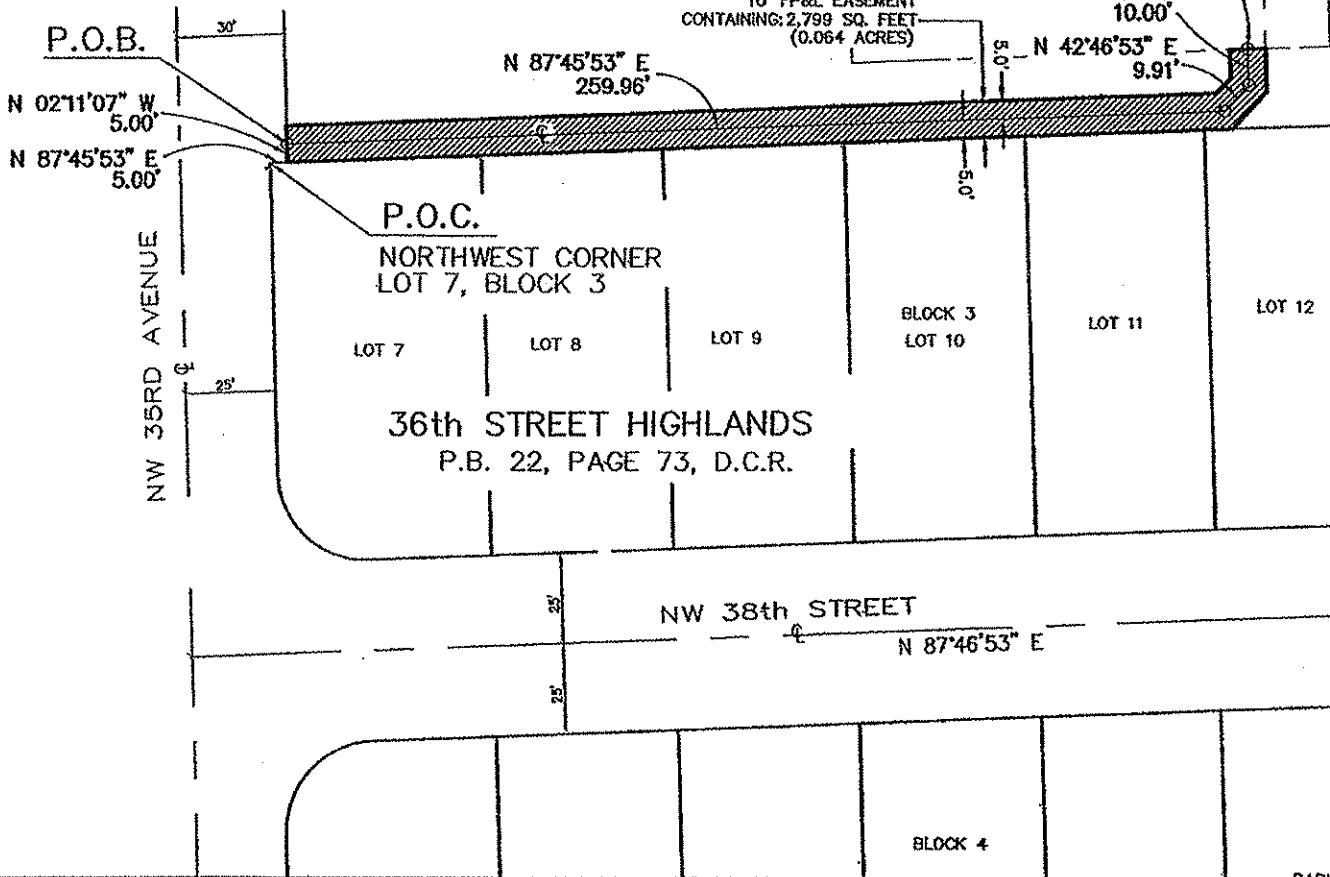 10' FP&L EASEMENT
CONTAINING: 2,799 SQ. FEET
(0.064 ACRES)
10.00'
30'
P.O.B.
N 87°45'53" E
259.96'
5.0'
N 42°46'53" E
9.91'
N 02°11'07" W
5.00'
N 87°45'53" E
5.00'
5.0'
P.O.C.
NORTHWEST CORNER
LOT 7, BLOCK 3
NW 35RD AVENUE
℄
25'
LOT 7
LOT 8
LOT 9
BLOCK 3
LOT 10
LOT 11
LOT 12
36th STREET HIGHLANDS
P.B. 22, PAGE 73, D.C.R.
25'
NW 38th STREET
℄
N 87°46'53" E
25'
BLOCK 4